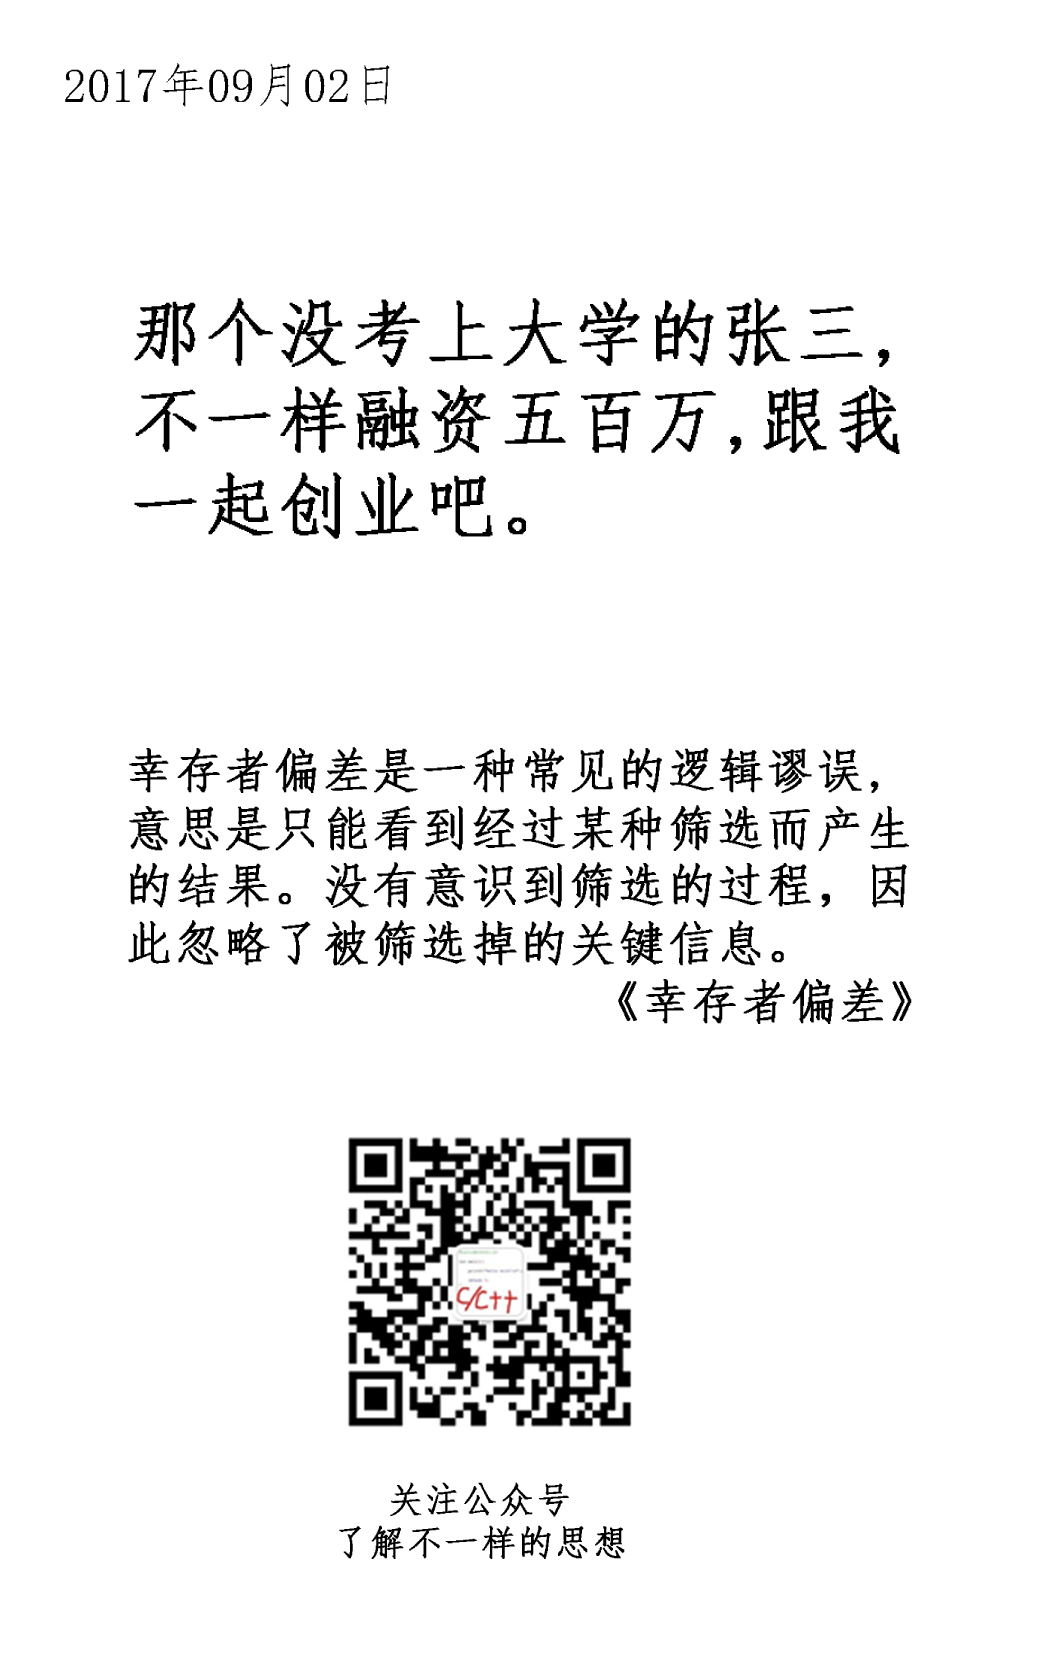 2017年09月02日
那个没考上大学的张三，
不一样融资五百万，跟我
一起创业吧。
幸存者偏差是一种常见的逻辑谬误，
意思是只能看到经过某种筛选而产生
的结果。没有意识到筛选的过程，因
此忽略了被筛选掉的关键信息。
《幸存者偏差》
C/C++
关注公众号
了解不一样的思想